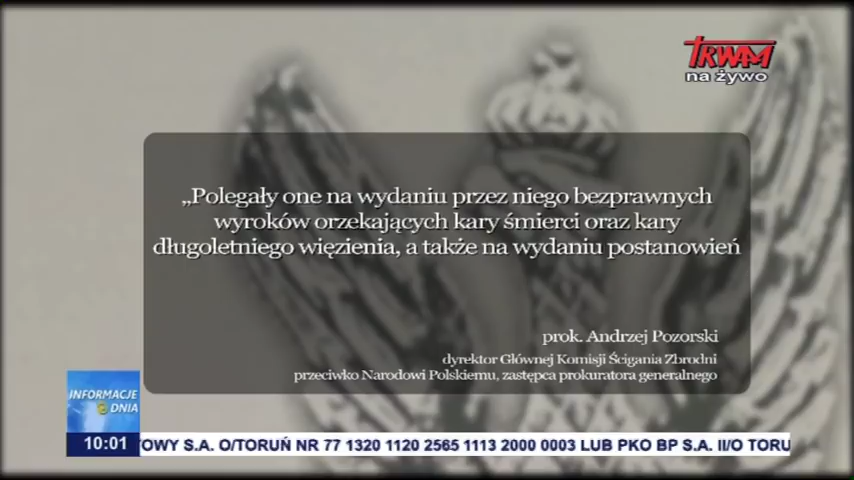 TRWAM
na żywo
„Polegały one na wydaniu przez niego bezprawnych
wyroków orzekających kary śmierci oraz kary
długoletniego więzienia, a także na wydaniu postanowień
prok. Andrzej Pozorski
dyrektor Głównej Komisji Ścigania Zbrodni
przeciwko Narodowi Polskiemu, zastępca prokuratora generalnego
INFORMACJE
DNIA
10:01 TOWY S.A. O/TORUŃ NR 77 1320 1120 2565 1113 2000 0003 LUB PKO BP S.A. II/O TORU